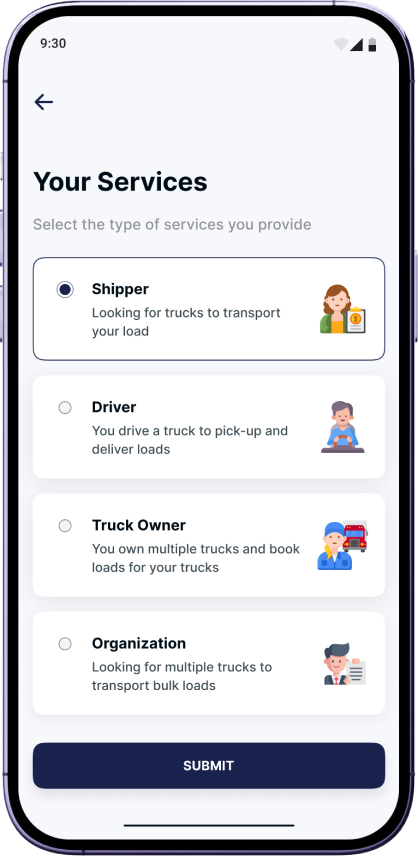 9:30
Your Services
Select the type of services you provide
Shipper
Looking for trucks to transport
your load
Driver
You drive a truck to pick-up and
deliver loads
Truck Owner
You own multiple trucks and book
loads for your trucks
Organization
Looking for multiple trucks to
transport bulk loads
SUBMIT